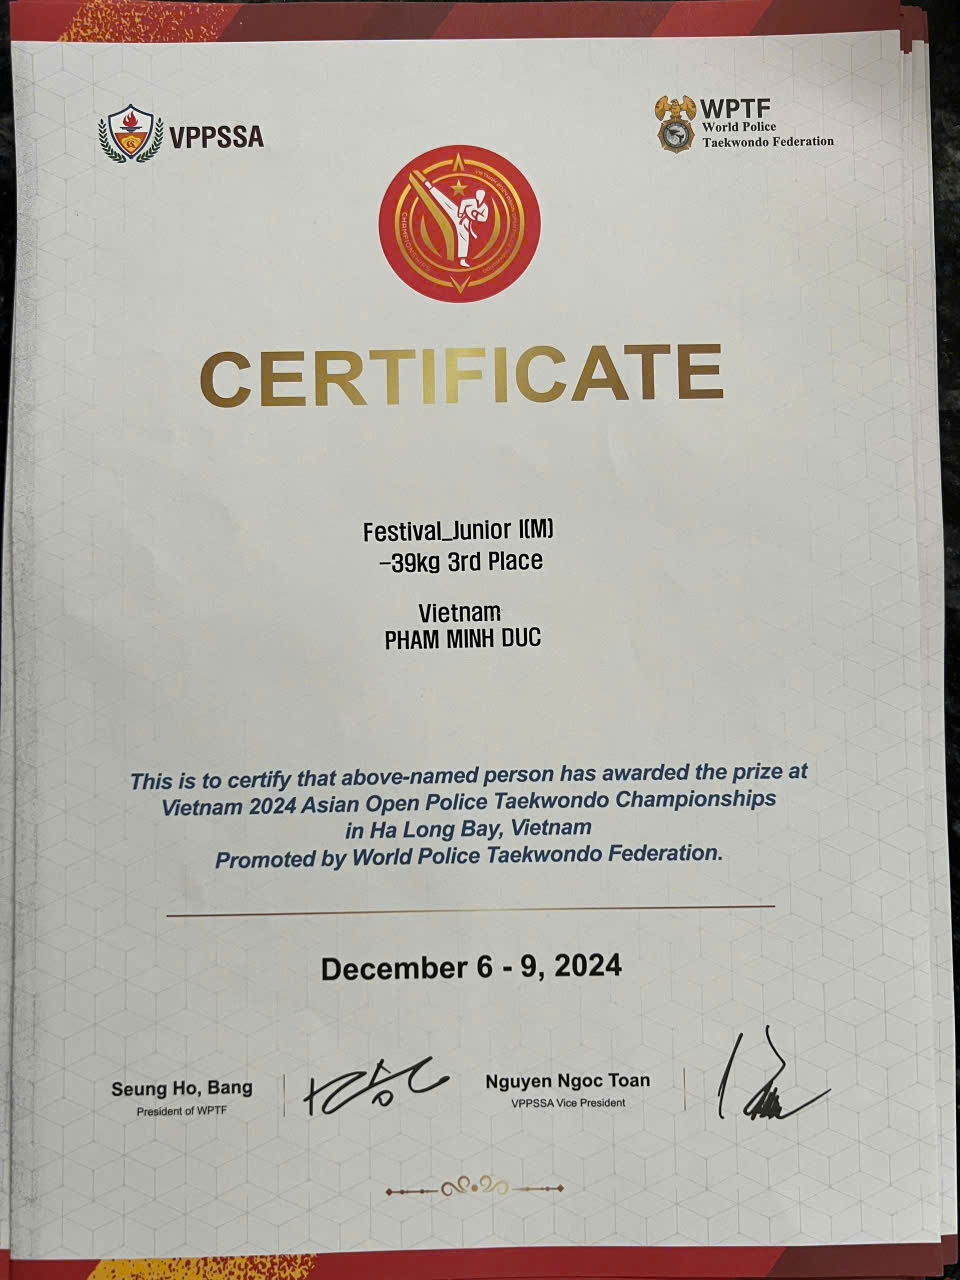 VPPSSA
WPTF
World Police
Taekwondo Federation
CHAMPIONSHIPS
CERTIFICATE
Festival_Junior I(M)
-39kg 3rd Place
Vietnam
PHAM MINH DUC
This is to certify that above-named person has awarded the prize at
Vietnam 2024 Asian Open Police Taekwondo Championships
in Ha Long Bay, Vietnam
Promoted by World Police Taekwondo Federation.
December 6 - 9, 2024
Seung Ho, Bang
President of WPTF
Nguyen Ngoc Toan
VPPSSA Vice President